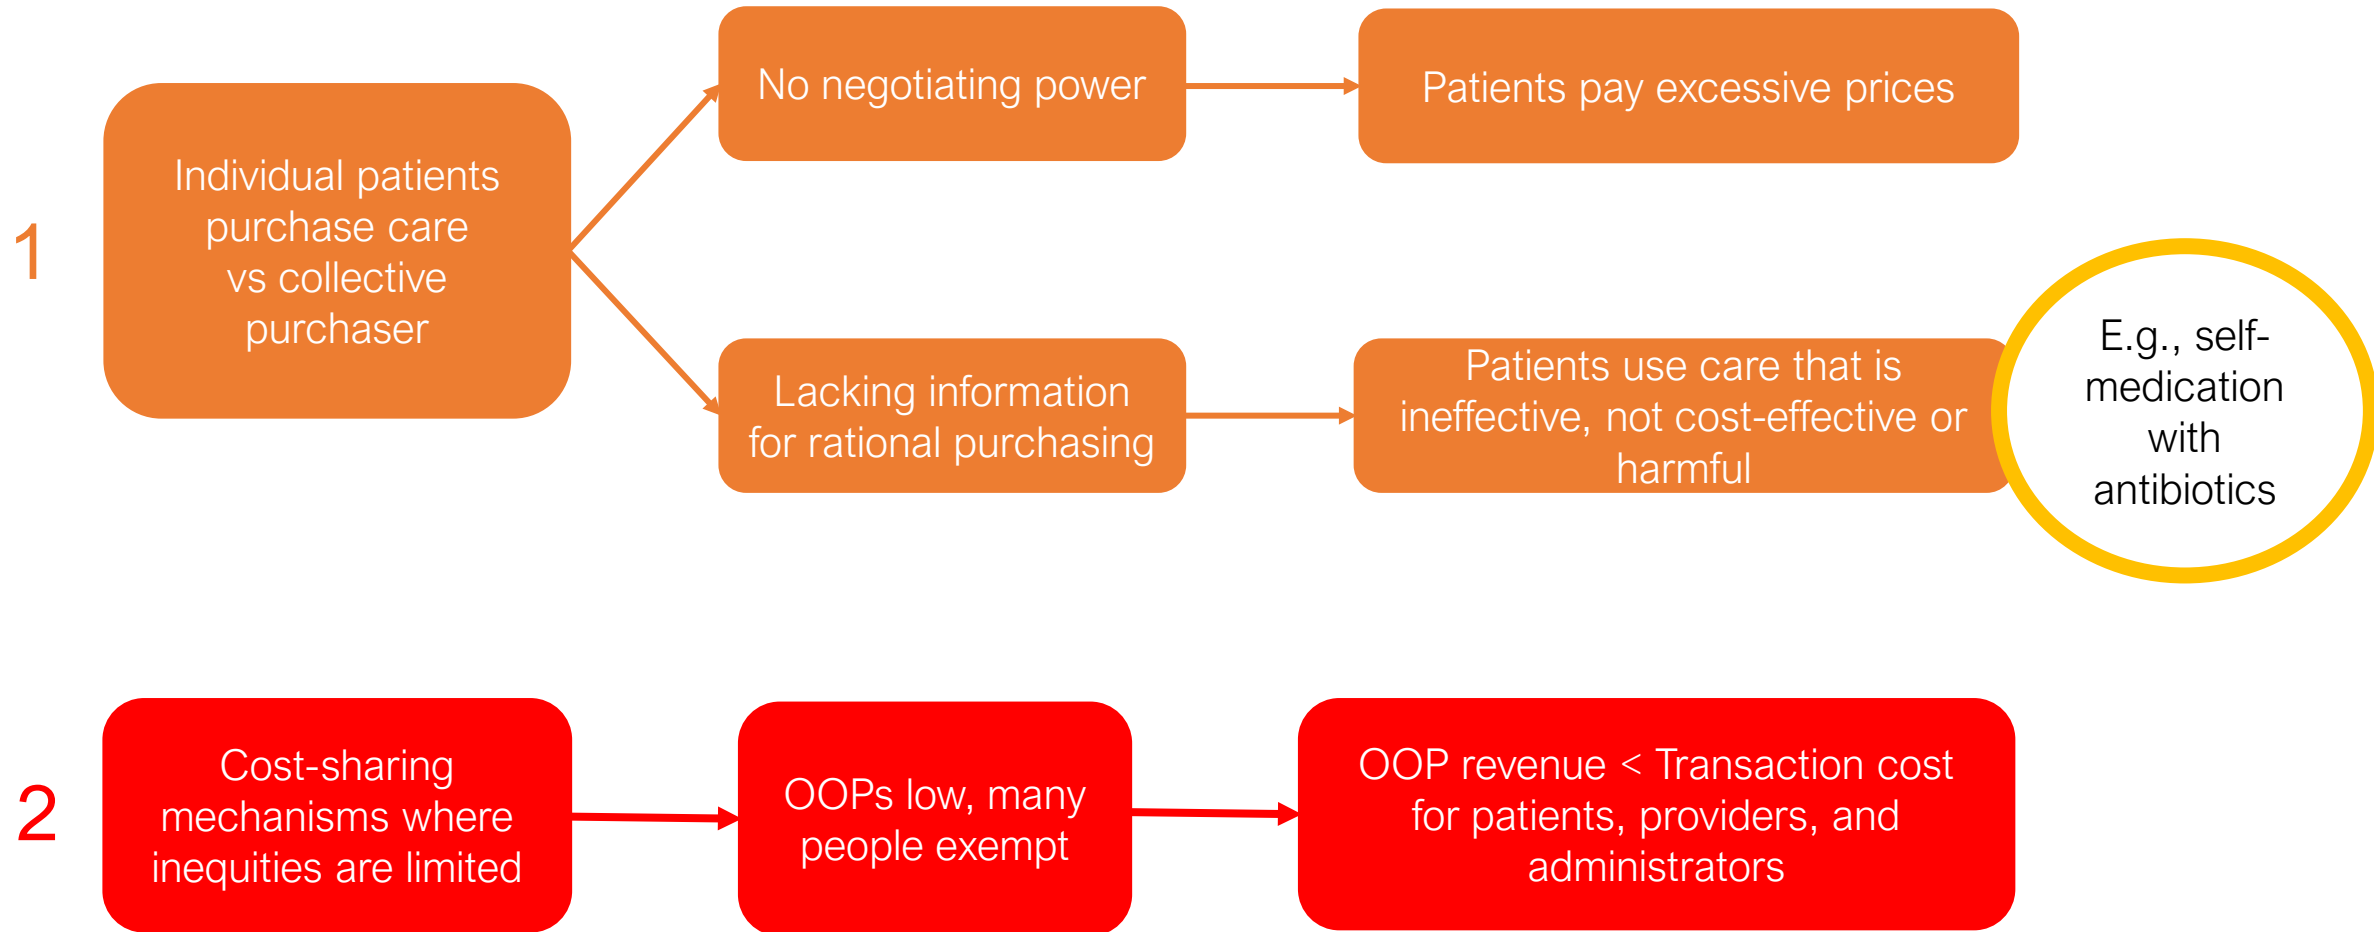 1
Individual patients
purchase care
vs collective
purchaser
No negotiating power
Patients pay excessive prices
Lacking information
for rational purchasing
Patients use care that is
ineffective, not cost-effective or
harmful
E.g., self-
medication
with
antibiotics
2
Cost-sharing
mechanisms where
inequities are limited
OOPs low, many
people exempt
OOP revenue < Transaction cost
for patients, providers, and
administrators